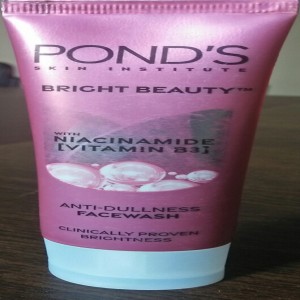 POND'S
SKIN INSTITUTE
BRIGHT BEAUTY™
WITH
NIACINAMIDE
[VITAMIN B3]
ANTI-DULLNESS
FACEWASH
CLINICALLY PROVEN
BRIGHTNESS